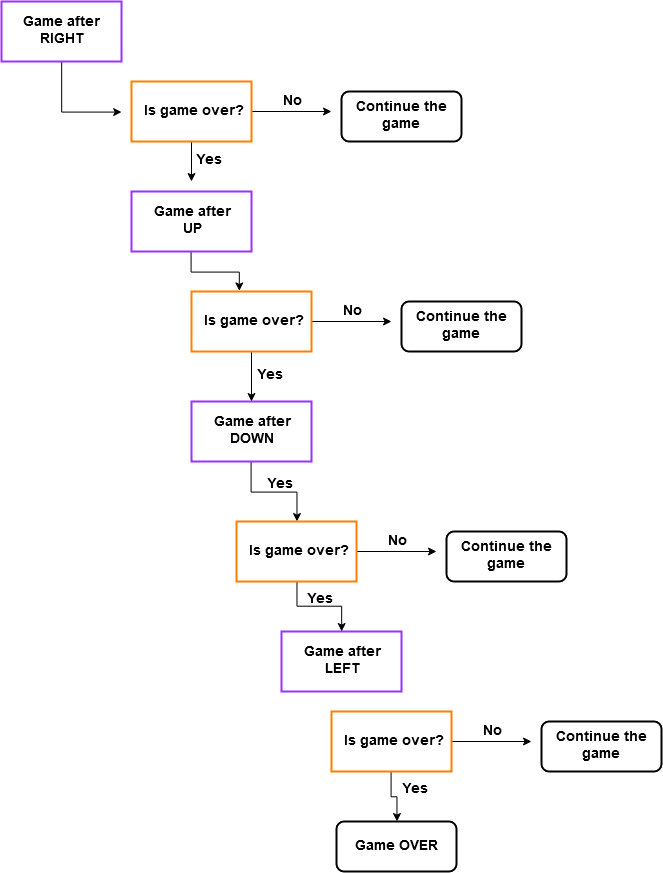 Game after
RIGHT
Is game over?
No
Continue the
game
Yes
Game after
UP
Is game over?
No
Continue the
game
Yes
Game after
DOWN
Yes
Is game over?
No
Continue the
game
Yes
Game after
LEFT
Is game over?
No
Continue the
game
Yes
Game OVER